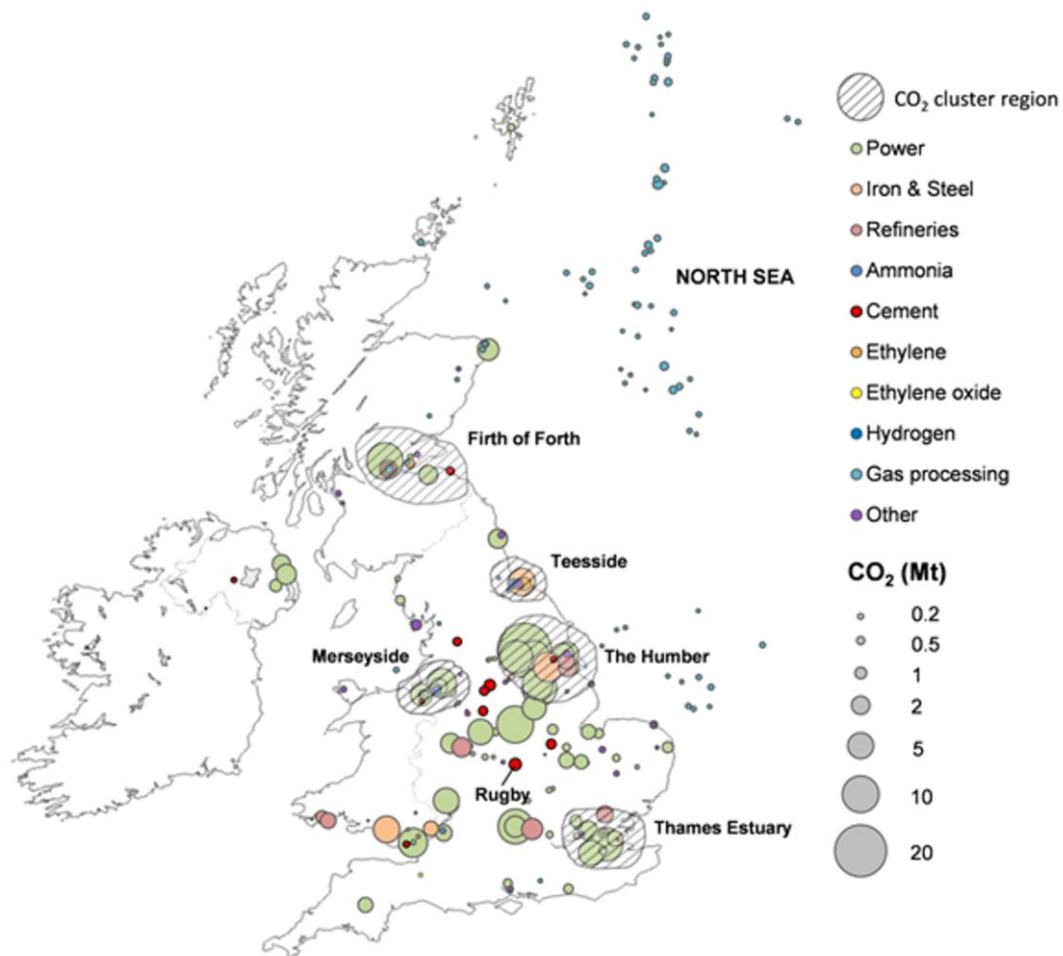 CO₂ cluster region
Power
Iron & Steel
Refineries
NORTH SEA
Ammonia
Cement
Ethylene
Ethylene oxide
Hydrogen
Firth of Forth
Gas processing
Other
Teesside
CO₂ (Mt)
0.2
0.5
Merseyside
The Humber
1
2
5
Rugby
10
Thames Estuary
20